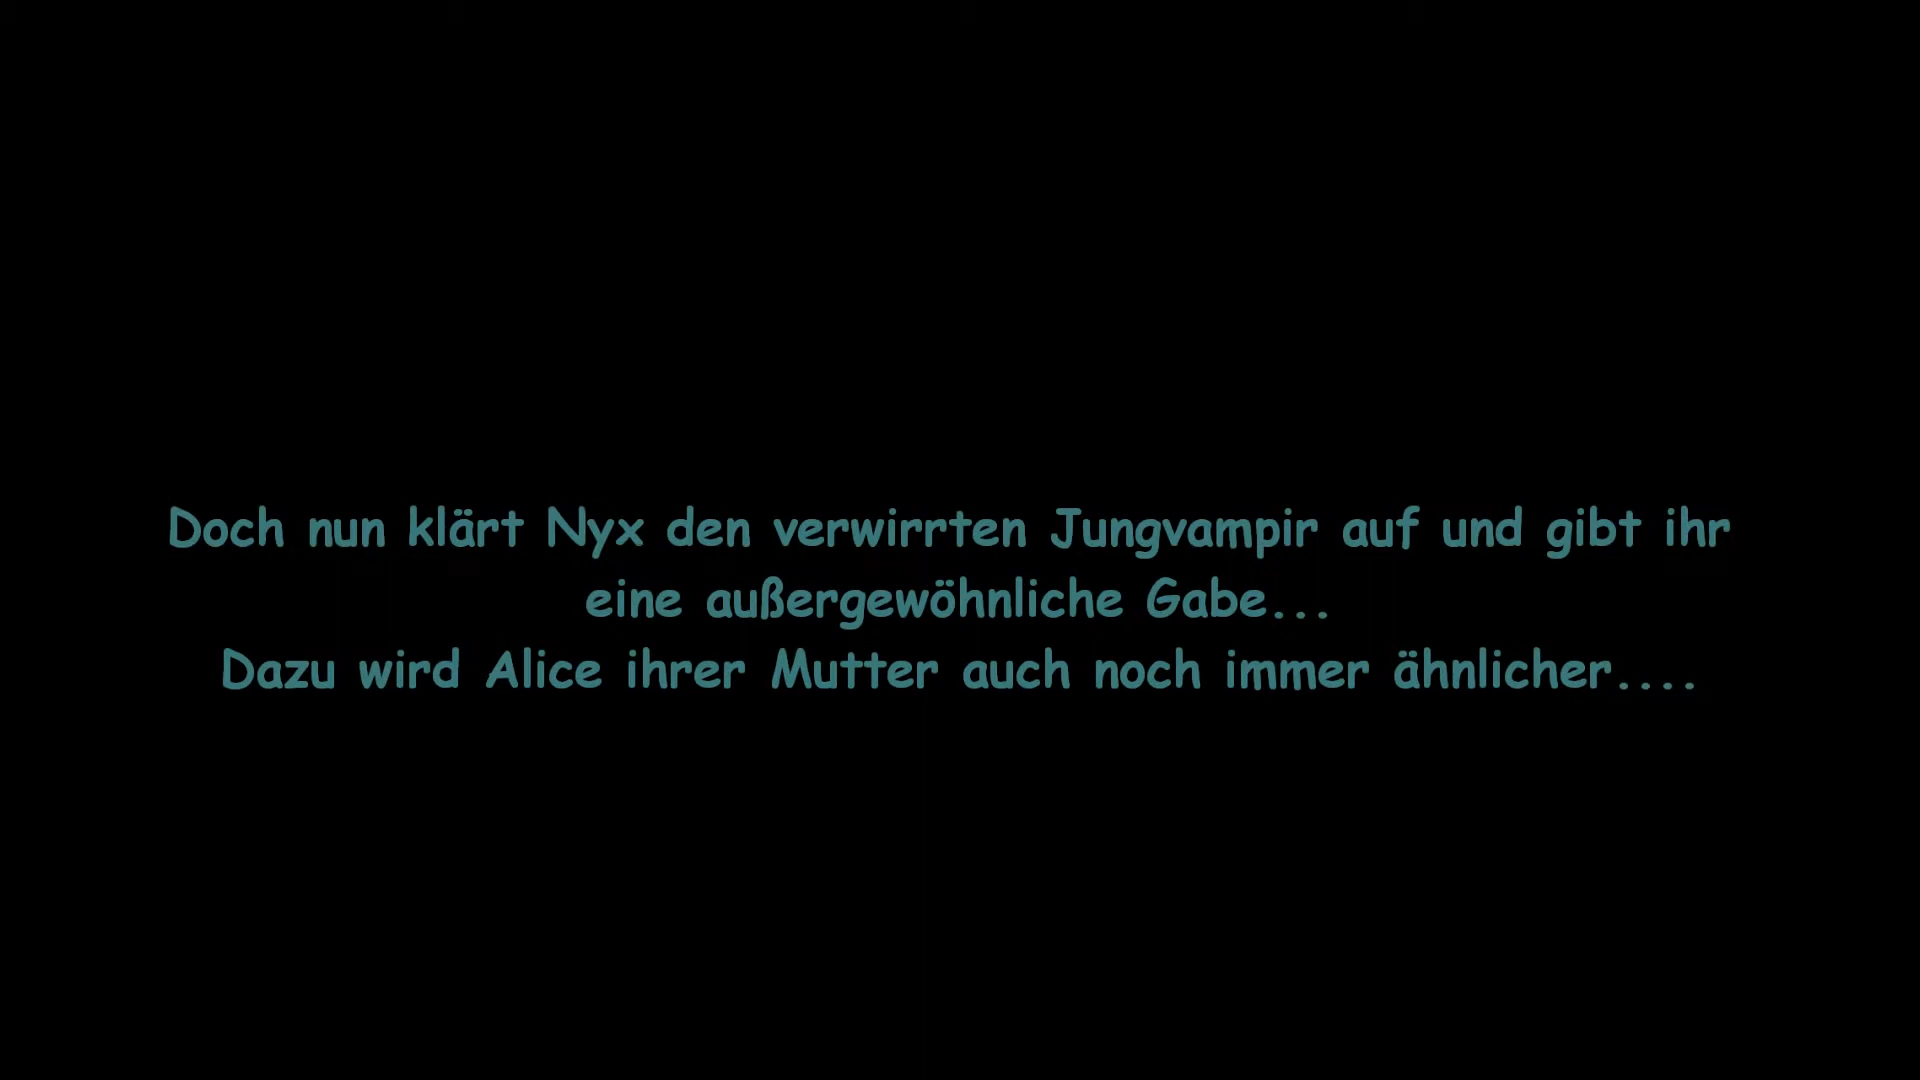 Doch nun klärt Nyx den verwirrten Jungvampir auf und gibt ihr
eine außergewöhnliche Gabe...
Dazu wird Alice ihrer Mutter auch noch immer ähnlicher....